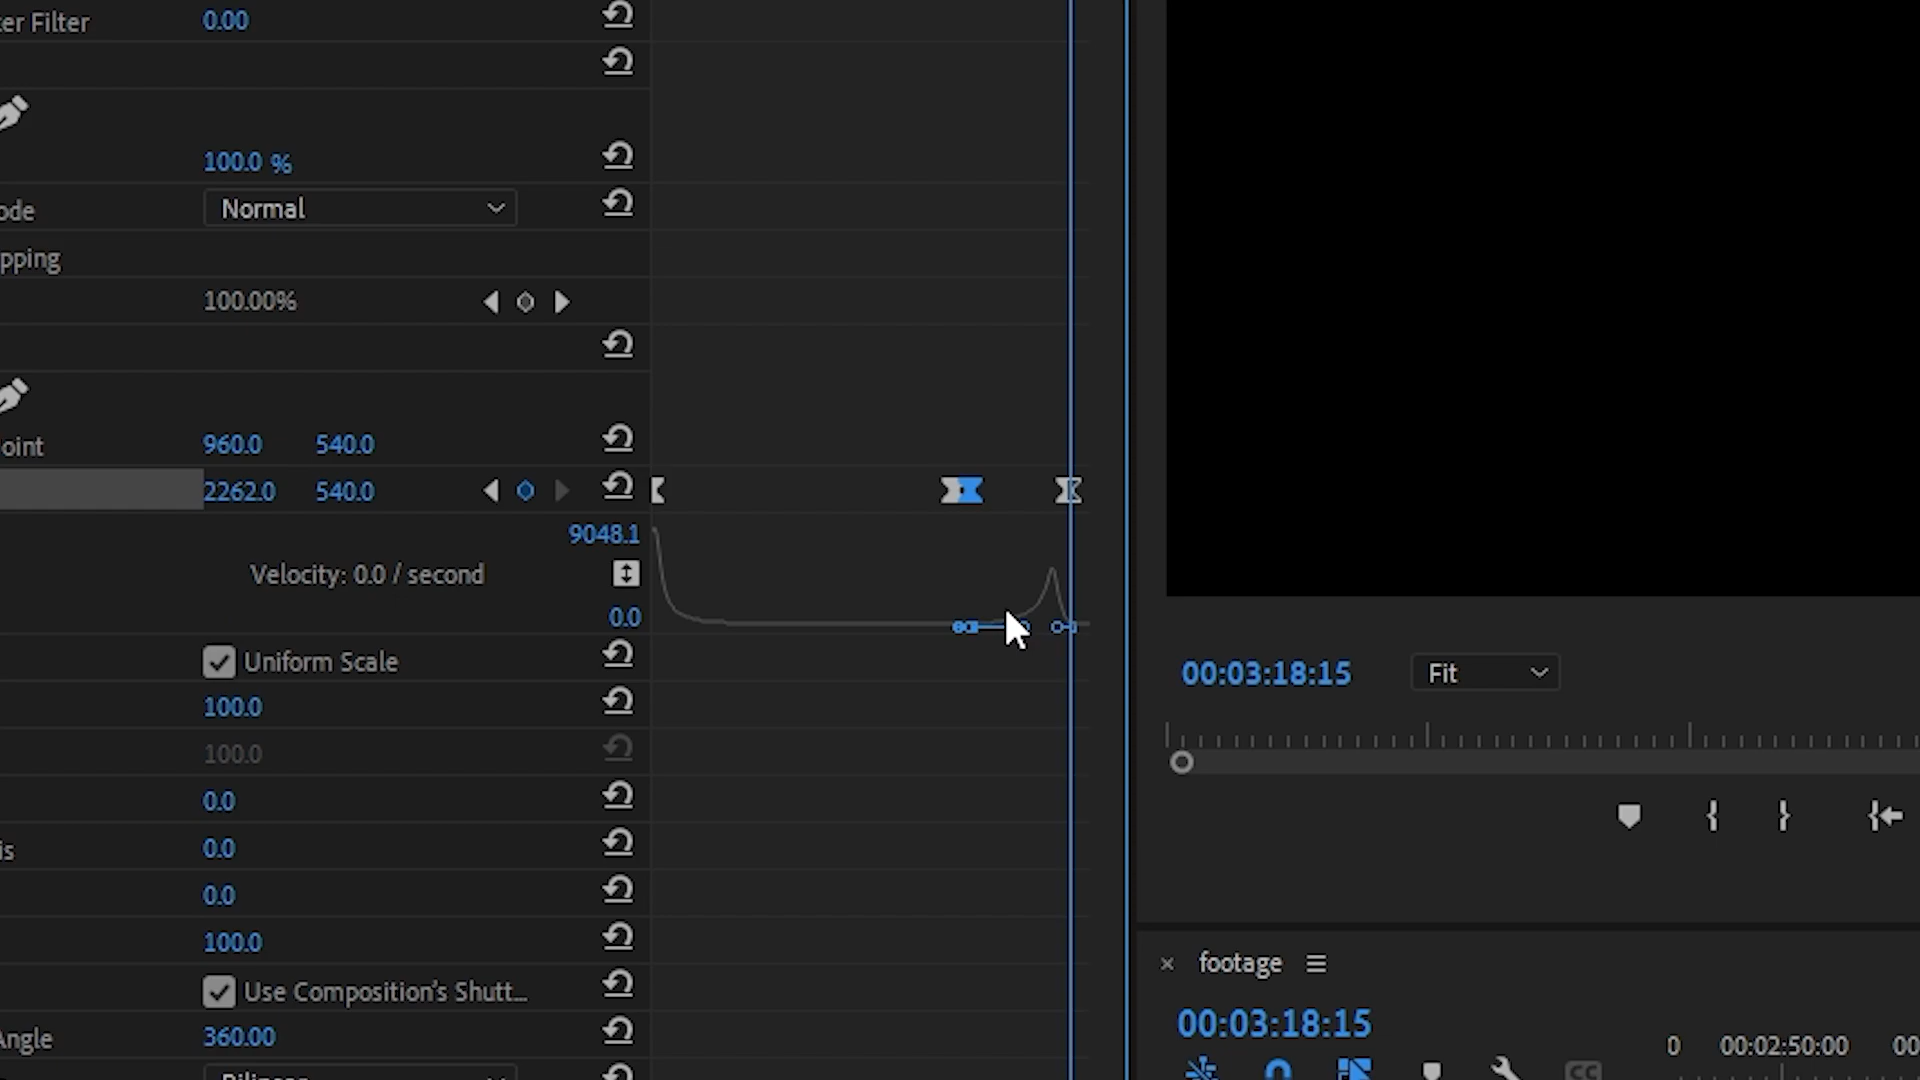 er Filter 0.00
100.0 %
ode Normal
pping
100.00%
oint 960.0 540.0
2262.0 540.0
9048.1
Velocity: 0.0 / second
0.0
Uniform Scale
100.0
100.0
0.0
is 0.0
0.0
100.0
Use Composition's Shutt...
Angle 360.00
00:03:18:15 Fit
footage
00:03:18:15
0 00:02:50:00 00